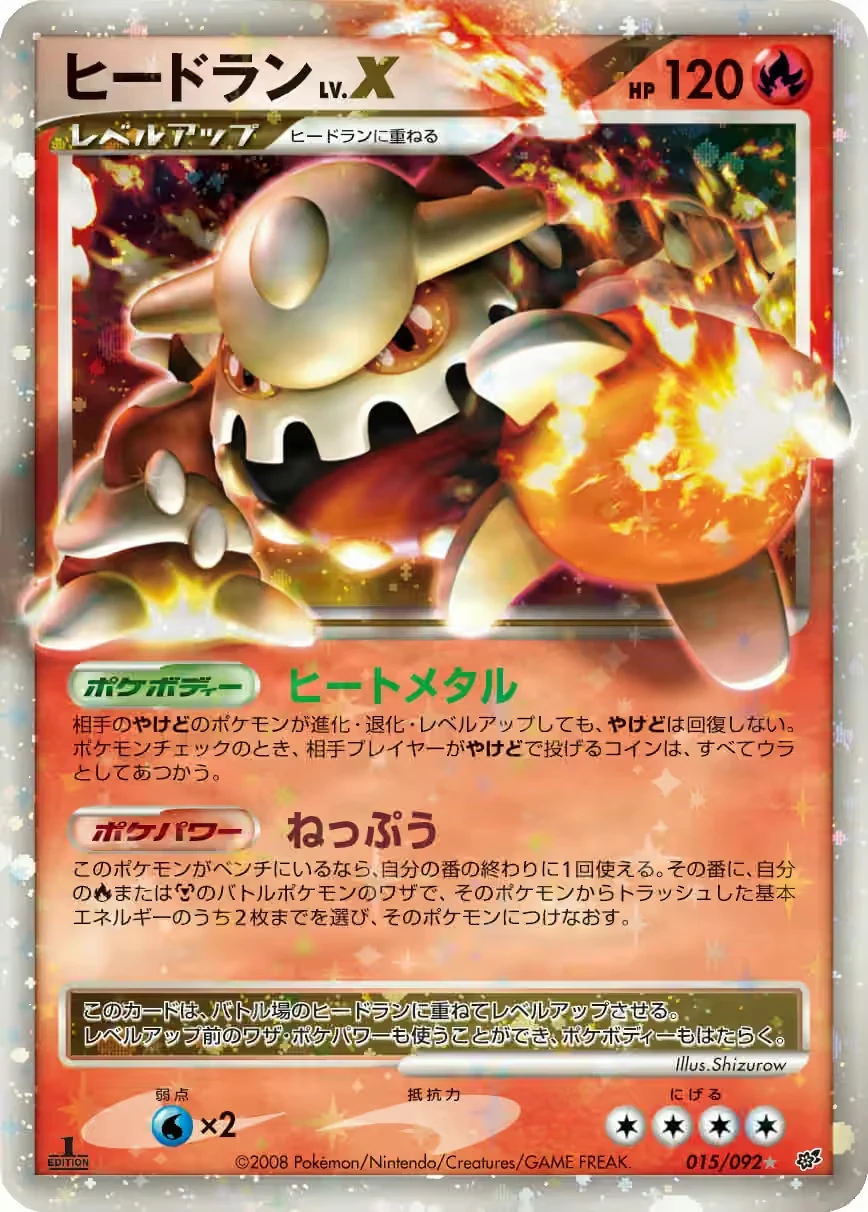 ヒードラン LV.X HP 120
レベルアップ ヒードランに重ねる
ポケボディー ヒートメタル
相手のやけどのポケモンが進化・退化・レベルアップしても、やけどは回復しない。
ポケモンチェックのとき、相手プレイヤーがやけどで投げるコインは、すべてウラ
としてあつかう。
ポケパワー ねっぷう
このポケモンがベンチにいるなら、自分の番の終わりに1回使える。その番に、自分
のまたはのバトルポケモンのワザで、そのポケモンからトラッシュした基本
エネルギーのうち2枚までを選び、そのポケモンにつけなおす。
このカードは、バトル場のヒードランに重ねてレベルアップさせる。
レベルアップ前のワザ・ポケパワーも使うことができ、ポケボディーもはたらく。
Illus.Shizurow
弱点 抵抗力 にげる
×2
1 EDITION
©2008 Pokémon/Nintendo/Creatures/GAME FREAK. 015/092★